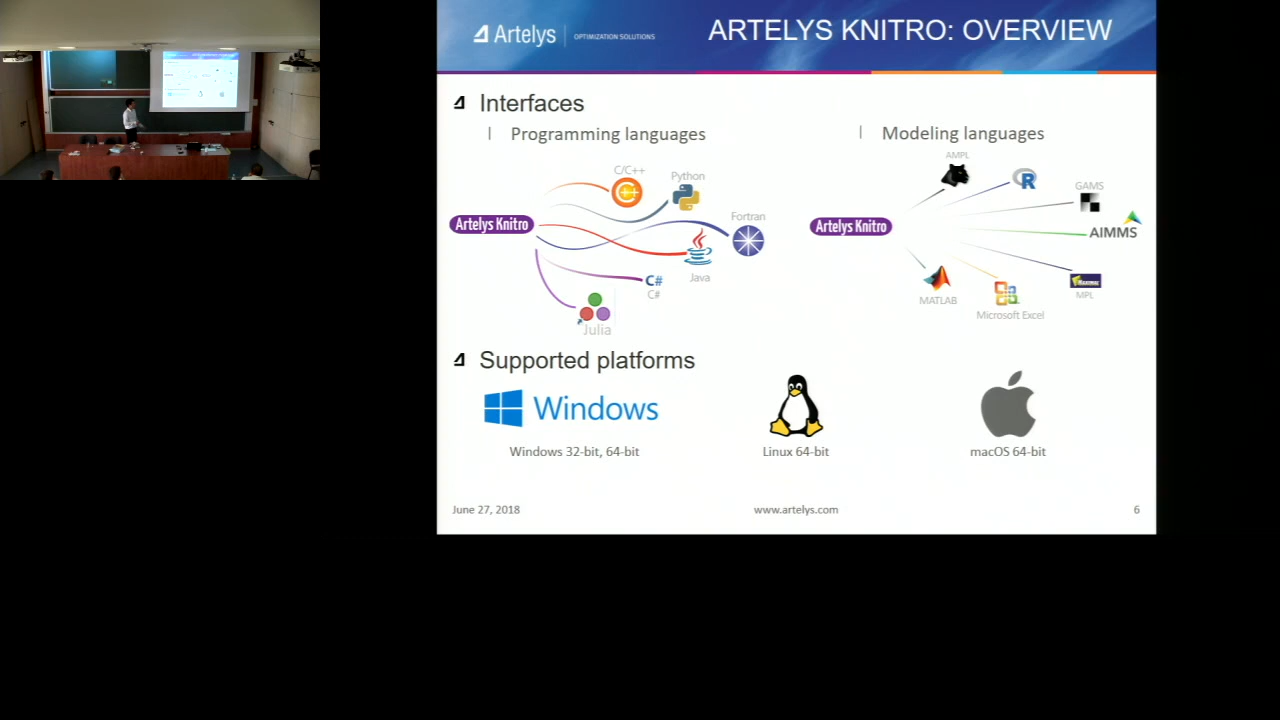 Artelys OPTIMIZATION SOLUTIONS
ARTELYS KNITRO: OVERVIEW
Interfaces
Programming languages
C/C++
Python
Fortran
Artelys Knitro
Java
C#
C#
Julia
Modeling languages
AMPL
R
GAMS
AIMMS
Artelys Knitro
MATLAB
Microsoft Excel
MPL
Supported platforms
Windows
Windows 32-bit, 64-bit
Linux 64-bit
macOS 64-bit
June 27, 2018
www.artelys.com
6